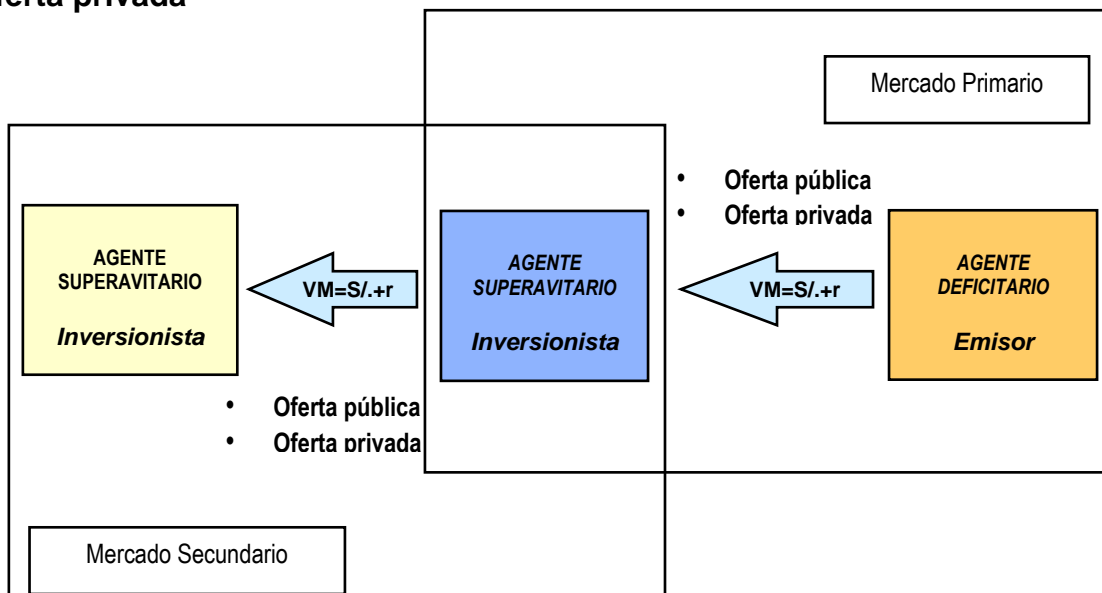 oferta privada
Mercado Primario
• Oferta pública
• Oferta privada
AGENTE
SUPERAVITARIO
Inversionista
VM=S/.+r
AGENTE
SUPERAVITARIO
Inversionista
VM=S/.+r
AGENTE
DEFICITARIO
Emisor
• Oferta pública
• Oferta privada
Mercado Secundario